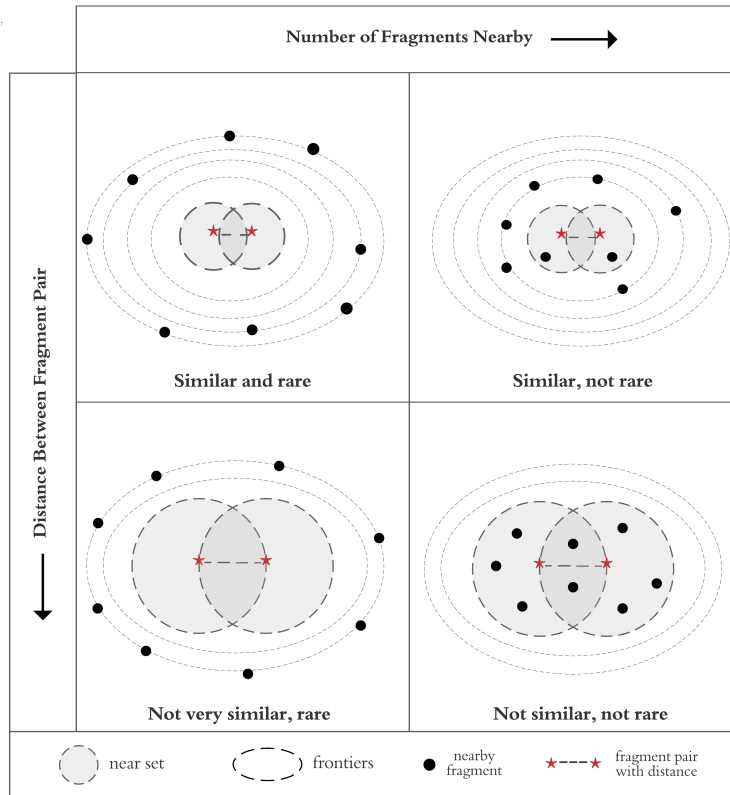 Number of Fragments Nearby
Distance Between Fragment Pair
Similar and rare
Similar, not rare
Not very similar, rare
Not similar, not rare
near set
frontiers
nearby
fragment
fragment pair
with distance